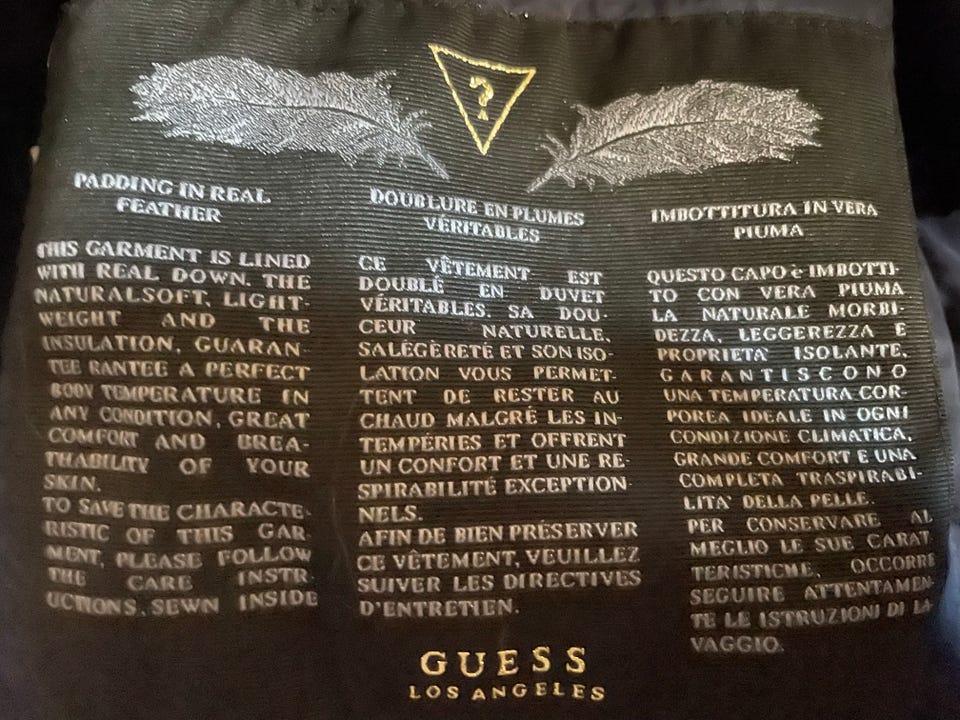 ?
PADDING IN REAL
FEATHER
THIS GARMENT IS LINED
WITH REAL DOWN. THE
NATURALSOFT, LIGHT-
WEIGHT AND THE
INSULATION, GUARAN-
TEE RANTEE A PERFECT
BODY TEMPERATURE IN
ANY CONDITION, GREAT
COMFORT AND BREA-
THABILITY OF YOUR
SKIN.
TO SAVE THE CHARACTE-
RISTIC OF THIS GAR-
MENT, PLEASE FOLLOW
THE CARE INSTR-
UCTIONS, SEWN INSIDE
DOUBLURE EN PLUMES
VÉRITABLES
CE VÊTEMENT EST
DOUBLÉ EN DUVET
VÉRITABLES. SA DOU-
CEUR NATURELLE,
SALÉGÈRETÉ ET SON ISO-
LATION VOUS PERMET-
TENT DE RESTER AU
CHAUD MALGRÉ LES IN-
TEMPÉRIES ET OFFRENT
UN CONFORT ET UNE RE-
SPIRABILITÉ EXCEPTION-
NELS.
AFIN DE BIEN PRÉSERVER
CE VÊTEMENT, VEUILLEZ
SUIVER LES DIRECTIVES
D'ENTRETIEN.
IMBOTTITURA IN VERA
PIUMA
QUESTO CAPO è IMBOTTI-
TO CON VERA PIUMA
LA NATURALE MORBI-
DEZZA, LEGGEREZZA E
PROPRIETA' ISOLANTE,
GARANTISCONO
UNA TEMPERATURA COR-
POREA IDEALE IN OGNI
CONDIZIONE CLIMATICA,
GRANDE COMFORT E UNA
COMPLETA TRASPIRABI-
LITA' DELLA PELLE.
PER CONSERVARE AL
MEGLIO LE SUE CARAT-
TERISTICHE, OCCORRE
SEGUIRE ATTENTAMEN-
TE LE ISTRUZIONI DI LA-
VAGGIO.
GUESS
LOS ANGELES